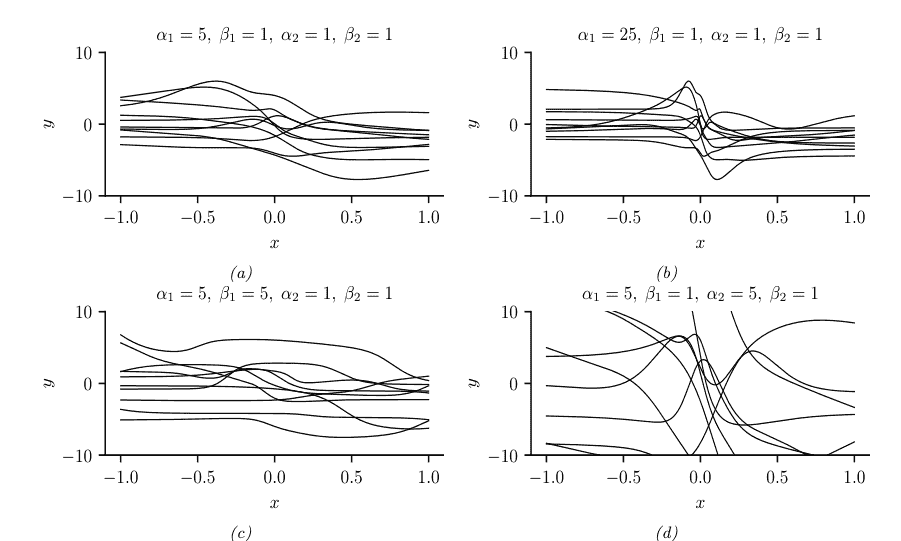 α₁ = 5, β₁ = 1, α₂ = 1, β₂ = 1
10
0
−10
y
−1.0 −0.5 0.0 0.5 1.0
x
(a)
α₁ = 25, β₁ = 1, α₂ = 1, β₂ = 1
10
0
−10
y
−1.0 −0.5 0.0 0.5 1.0
x
(b)
α₁ = 5, β₁ = 5, α₂ = 1, β₂ = 1
10
0
−10
y
−1.0 −0.5 0.0 0.5 1.0
x
(c)
α₁ = 5, β₁ = 1, α₂ = 5, β₂ = 1
10
0
−10
y
−1.0 −0.5 0.0 0.5 1.0
x
(d)